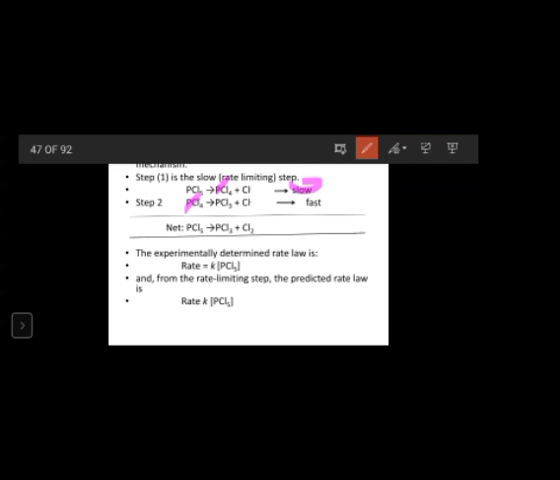 47 OF 92
mechanism.
• Step (1) is the slow (rate limiting) step.
• PCl₅ →PCl₄ + Cl → slow
• Step 2 PCl₄ →PCl₃ + Cl → fast
Net: PCl₅ →PCl₃ + Cl₂
• The experimentally determined rate law is:
• Rate = k [PCl₅]
• and, from the rate-limiting step, the predicted rate law
is
• Rate k [PCl₅]